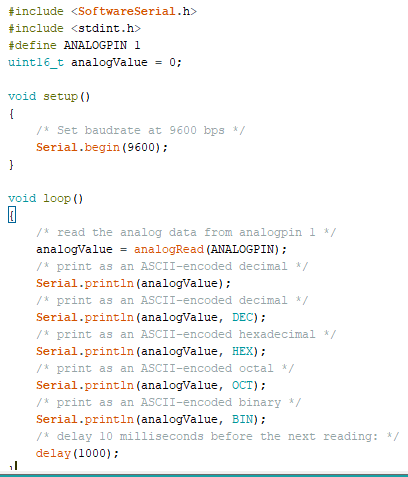 #include <SoftwareSerial.h>
#include <stdint.h>
#define ANALOGPIN 1
uint16_t analogValue = 0;

void setup()
{
    /* Set baudrate at 9600 bps */
    Serial.begin(9600);
}

void loop()
{
    /* read the analog data from analogpin 1 */
    analogValue = analogRead(ANALOGPIN);
    /* print as an ASCII-encoded decimal */
    Serial.println(analogValue);
    /* print as an ASCII-encoded decimal */
    Serial.println(analogValue, DEC);
    /* print as an ASCII-encoded hexadecimal */
    Serial.println(analogValue, HEX);
    /* print as an ASCII-encoded octal */
    Serial.println(analogValue, OCT);
    /* print as an ASCII-encoded binary */
    Serial.println(analogValue, BIN);
    /* delay 10 milliseconds before the next reading: */
    delay(1000);
}